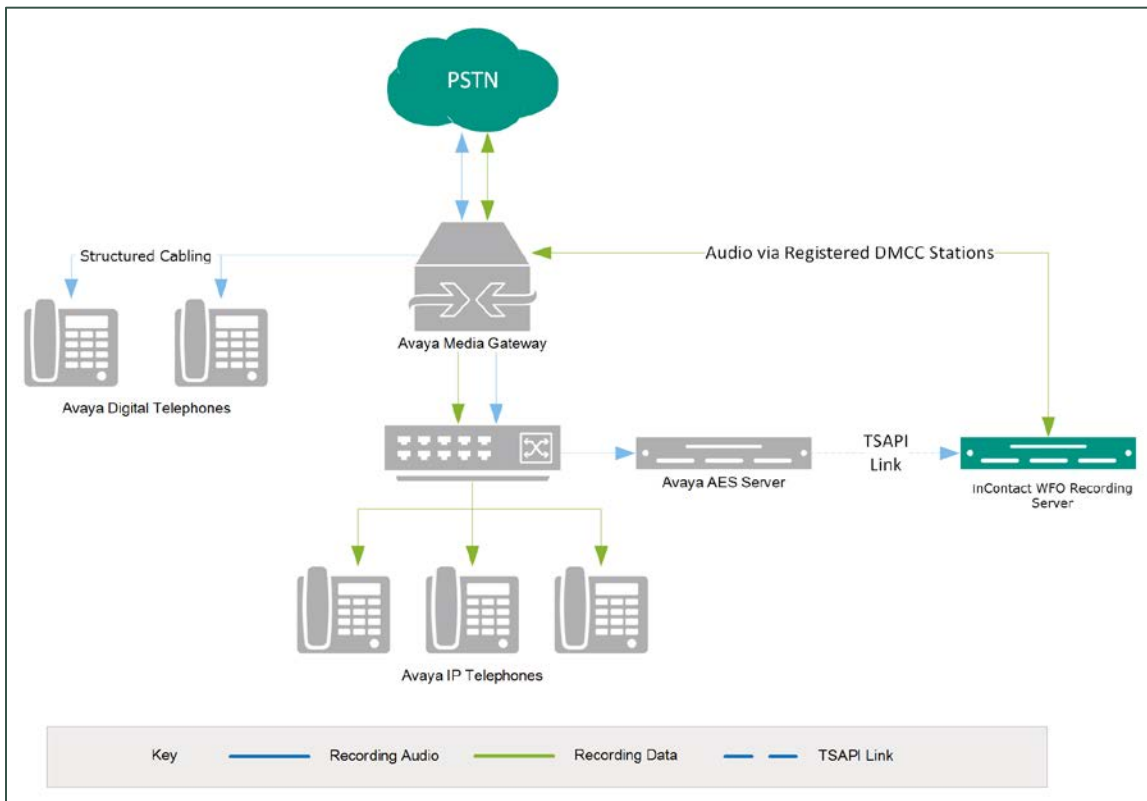 PSTN
Structured Cabling
Audio via Registered DMCC Stations
Avaya Media Gateway
Avaya Digital Telephones
TSAPI
Link
Avaya AES Server
inContact WFO Recording
Server
Avaya IP Telephones
Key
Recording Audio
Recording Data
TSAPI Link